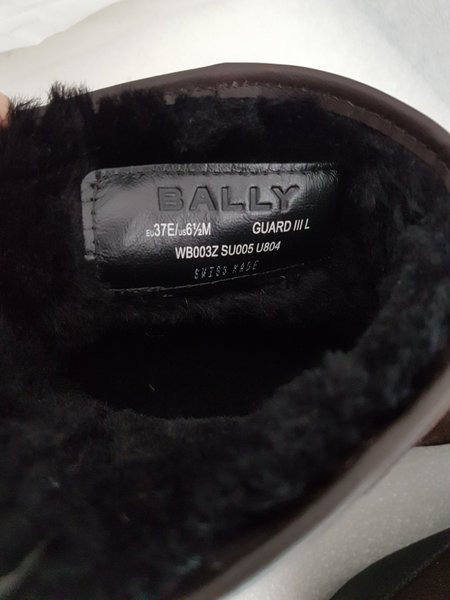 BALLY
EU37E/US6½M GUARD III L
WB003Z SU005 U804
SWISS MADE